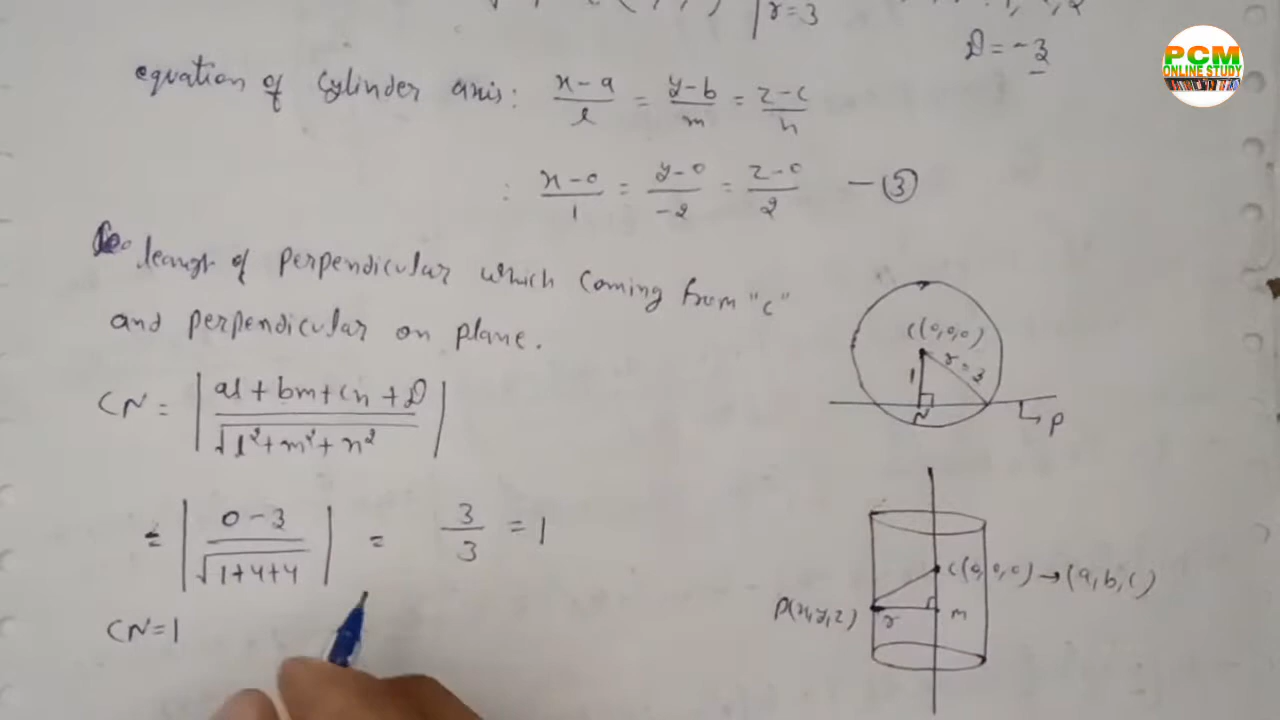 r=3
D = -3
PCM
ONLINE STUDY
equation of cylinder axis: x-a/l = y-b/m = z-c/n
: x-0/1 = y-0/-2 = z-0/2 —③
of perpendicular which coming from "c"
and perpendicular on plane.
CN = |al+bm+cn+D/√l²+m²+n²|
= |0-3/√1+4+4| = 3/3 = 1
CN=1
C(0,0,0)
r=3
1
N
P
C(0,0,0)→(a,b,c)
P(x,y,z)
r
m